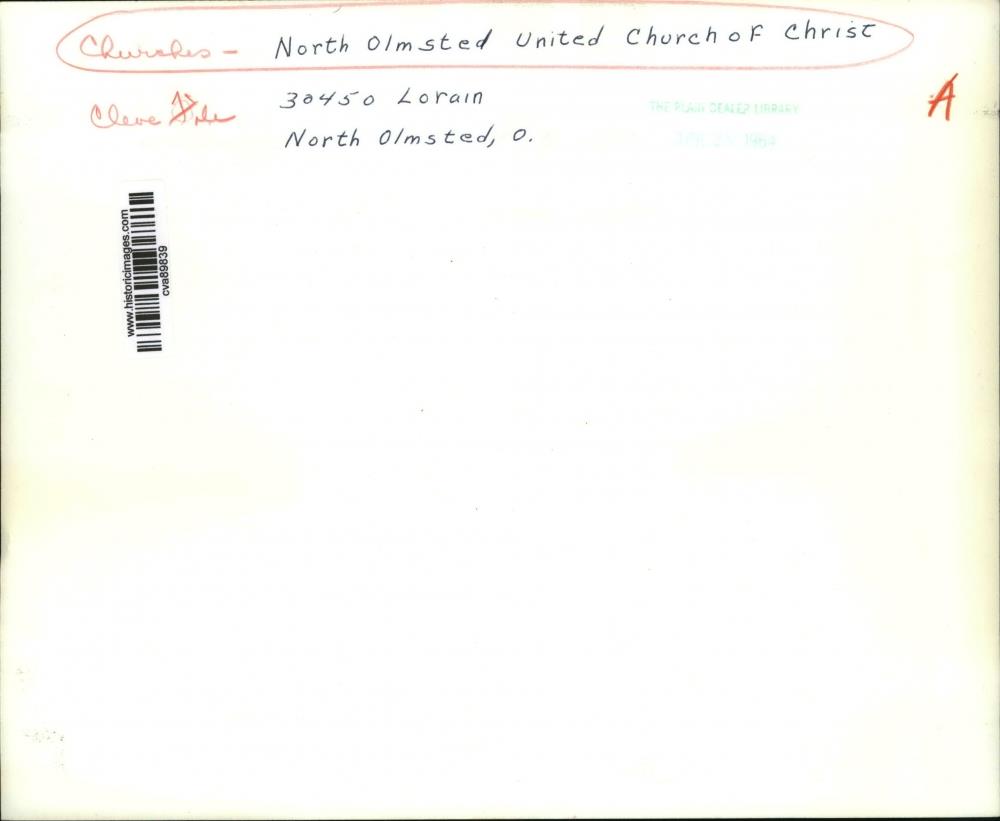 Churches - North Olmsted United Church of Christ
Cleve
30450 Lorain
North Olmsted, O.
A
THE PLAIN DEALER LIBRARY
1964
www.historicimages.com
cva89839